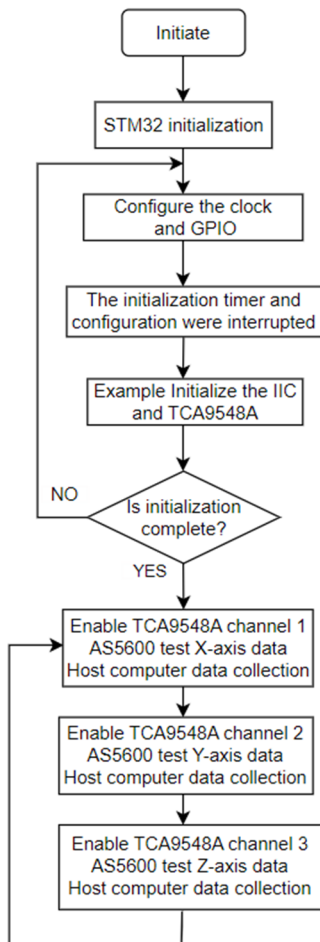 Initiate
STM32 initialization
Configure the clock
and GPIO
The initialization timer and
configuration were interrupted
Example Initialize the IIC
and TCA9548A
NO
Is initialization
complete?
YES
Enable TCA9548A channel 1
AS5600 test X-axis data
Host computer data collection
Enable TCA9548A channel 2
AS5600 test Y-axis data
Host computer data collection
Enable TCA9548A channel 3
AS5600 test Z-axis data
Host computer data collection